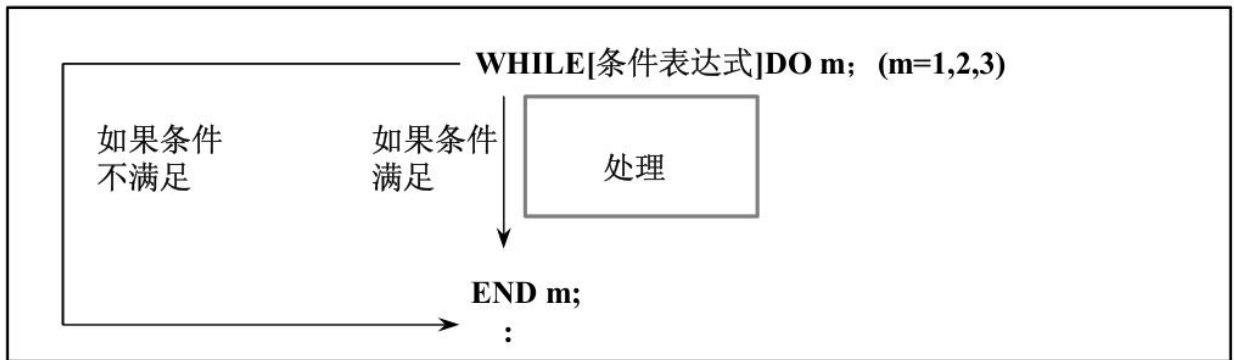 WHILE[条件表达式]DO m；(m=1,2,3)
如果条件
不满足
如果条件
满足
处理
END m;
: